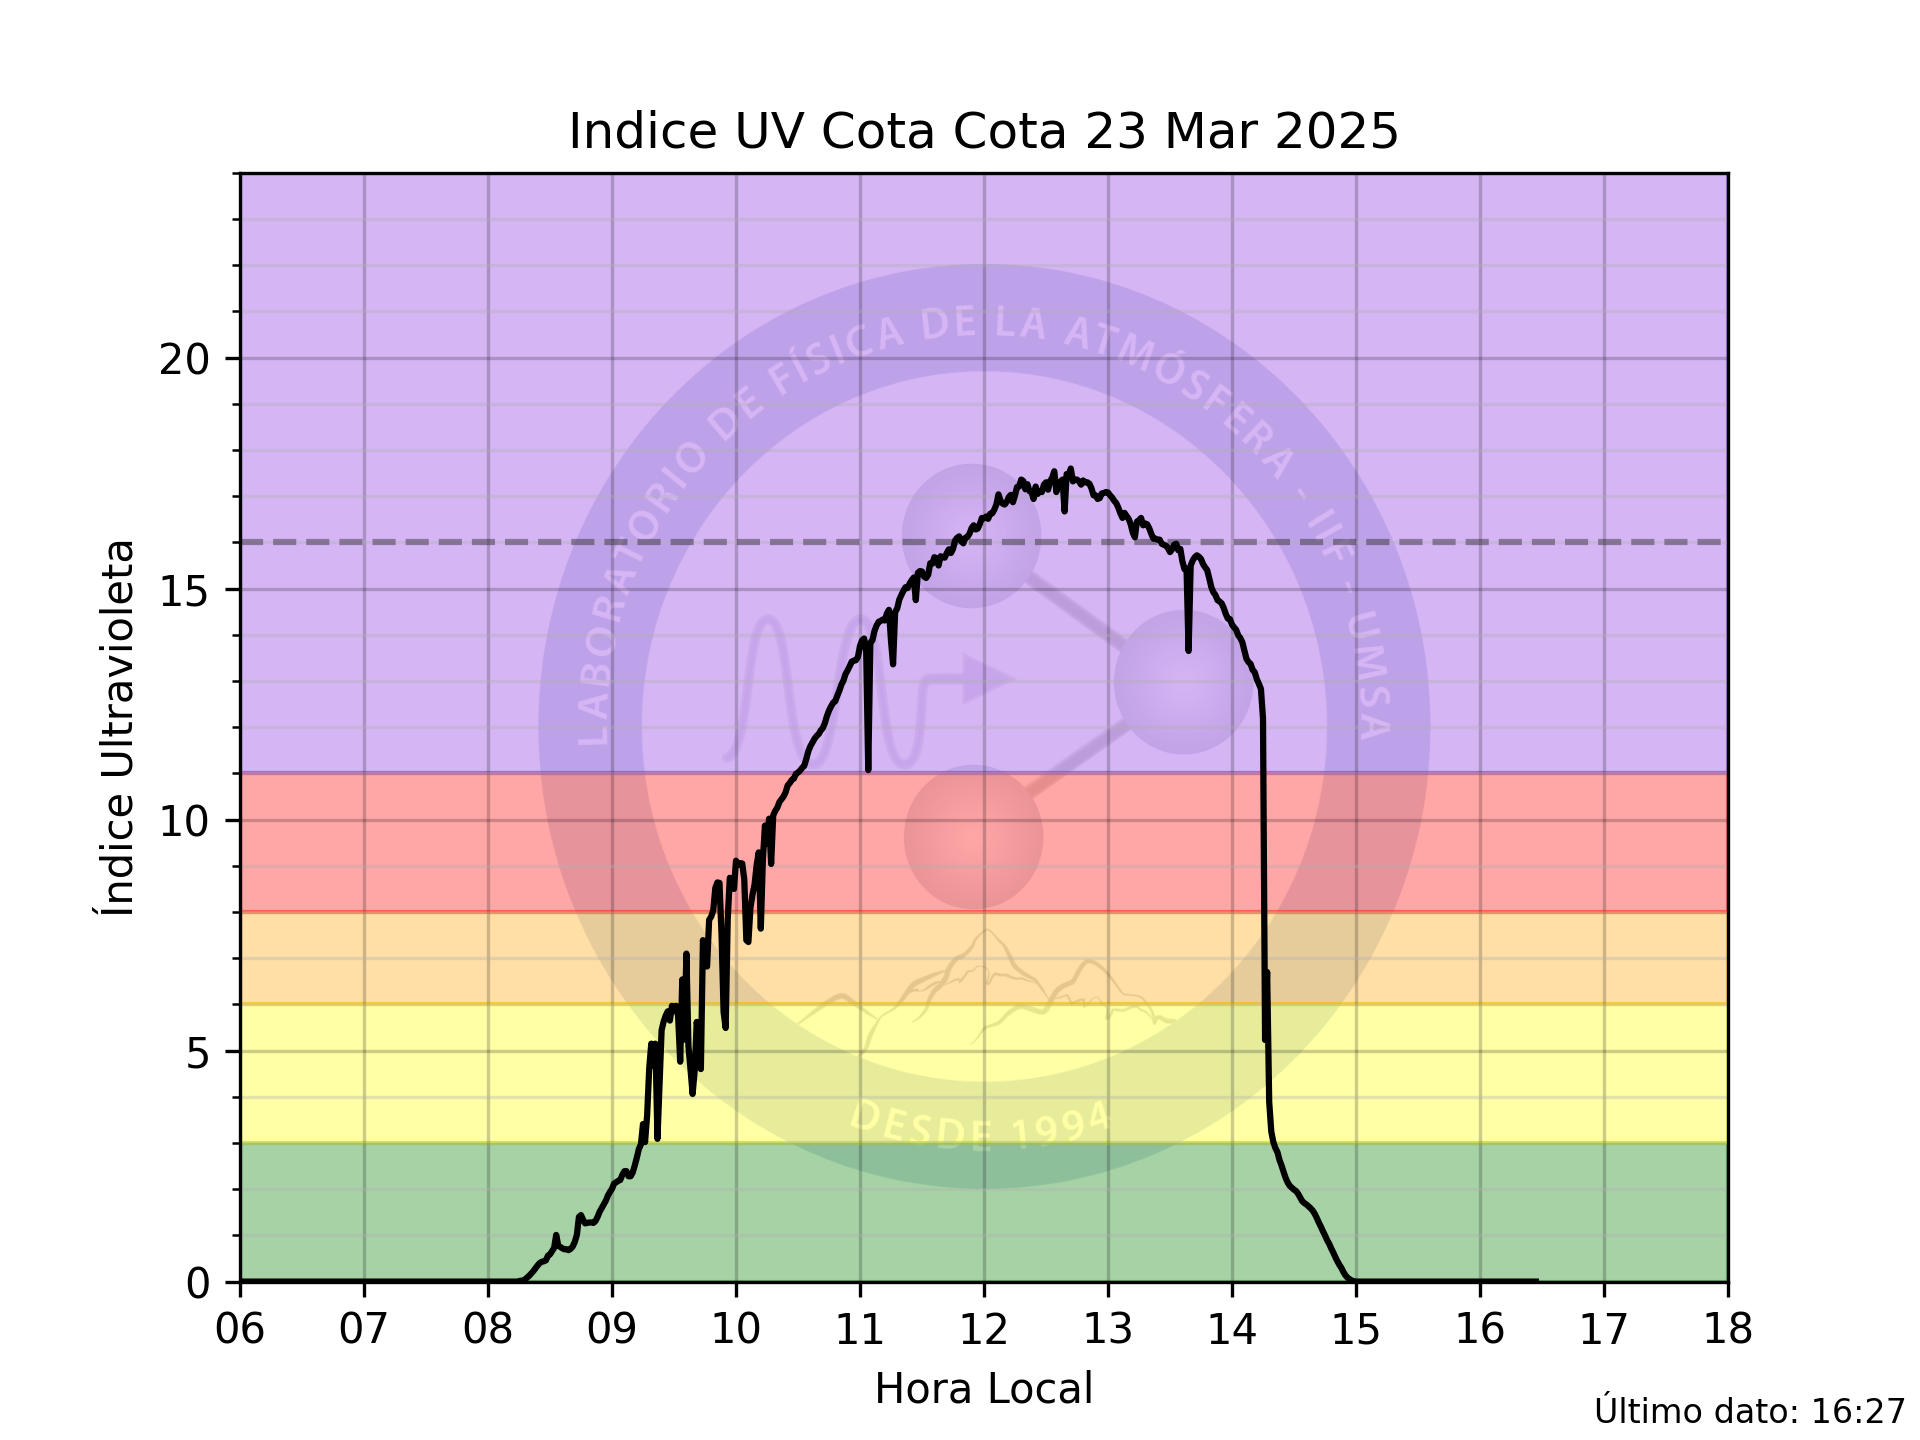 Indice UV Cota Cota 23 Mar 2025
LABORATORIO DE FÍSICA DE LA ATMÓSFERA - IIF - UMSA
DESDE 1994
Índice Ultravioleta
20
15
10
5
0
06 07 08 09 10 11 12 13 14 15 16 17 18
Hora Local
Último dato: 16:27